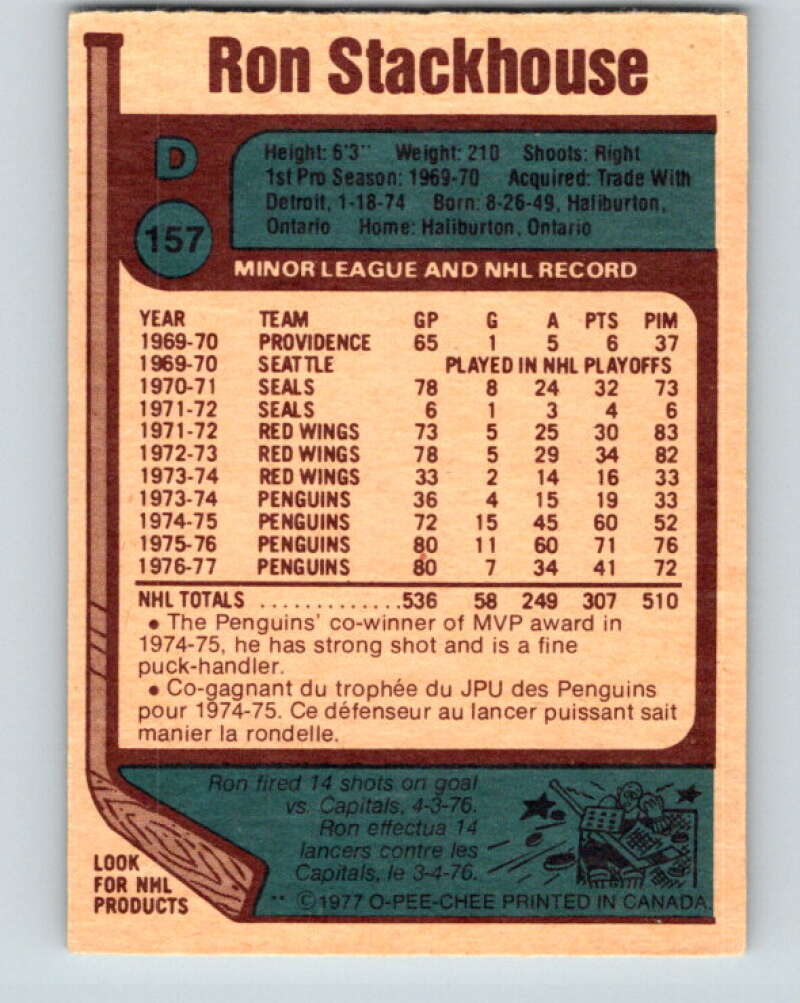 Ron Stackhouse
D
157
Height: 6'3" Weight: 210 Shoots: Right
1st Pro Season: 1969-70 Acquired: Trade With
Detroit, 1-18-74 Born: 8-26-49, Haliburton,
Ontario Home: Haliburton, Ontario
MINOR LEAGUE AND NHL RECORD
YEAR TEAM GP G A PTS PIM
1969-70 PROVIDENCE 65 1 5 6 37
1969-70 SEATTLE PLAYED IN NHL PLAYOFFS
1970-71 SEALS 78 8 24 32 73
1971-72 SEALS 6 1 3 4 6
1971-72 RED WINGS 73 5 25 30 83
1972-73 RED WINGS 78 5 29 34 82
1973-74 RED WINGS 33 2 14 16 33
1973-74 PENGUINS 36 4 15 19 33
1974-75 PENGUINS 72 15 45 60 52
1975-76 PENGUINS 80 11 60 71 76
1976-77 PENGUINS 80 7 34 41 72
NHL TOTALS .............536 58 249 307 510
• The Penguins' co-winner of MVP award in
1974-75, he has strong shot and is a fine
puck-handler.
• Co-gagnant du trophée du JPU des Penguins
pour 1974-75. Ce défenseur au lancer puissant sait
manier la rondelle.
Ron fired 14 shots on goal
vs. Capitals, 4-3-76.
Ron effectua 14
lancers contre les
Capitals, le 3-4-76.
LOOK
FOR NHL
PRODUCTS
** ©1977 O-PEE-CHEE PRINTED IN CANADA.